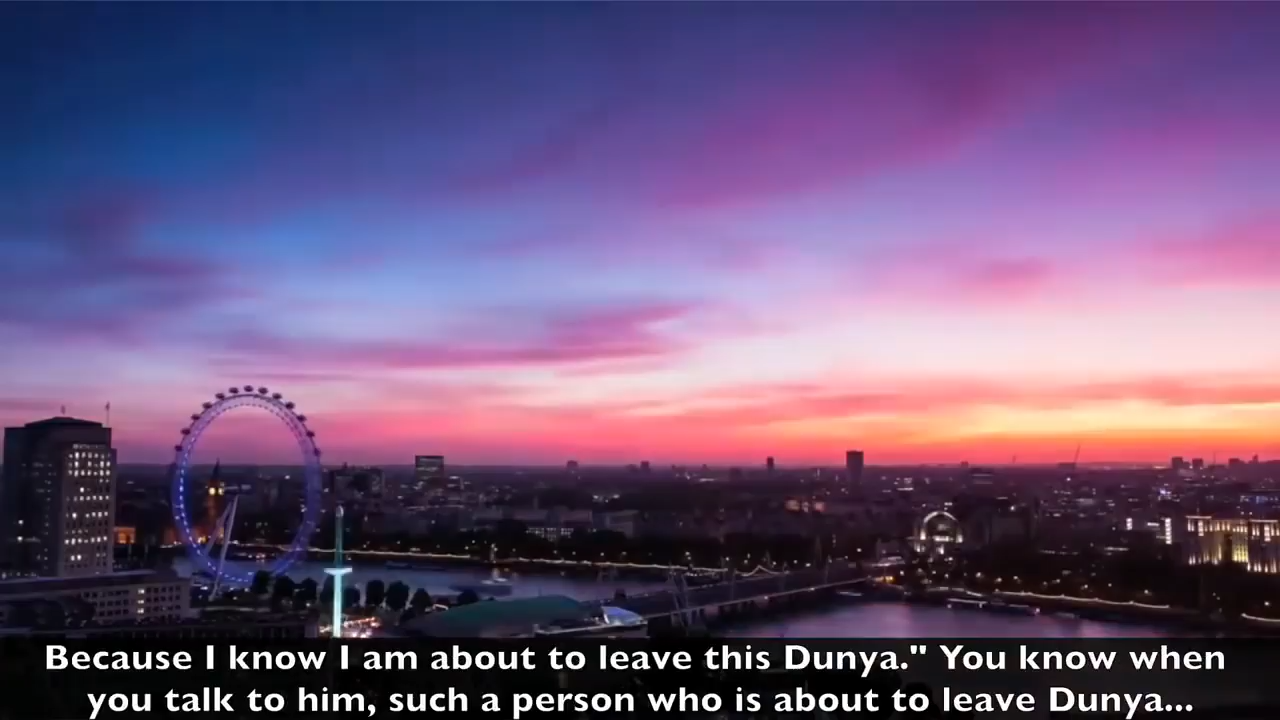 Because I know I am about to leave this Dunya." You know when
you talk to him, such a person who is about to leave Dunya...